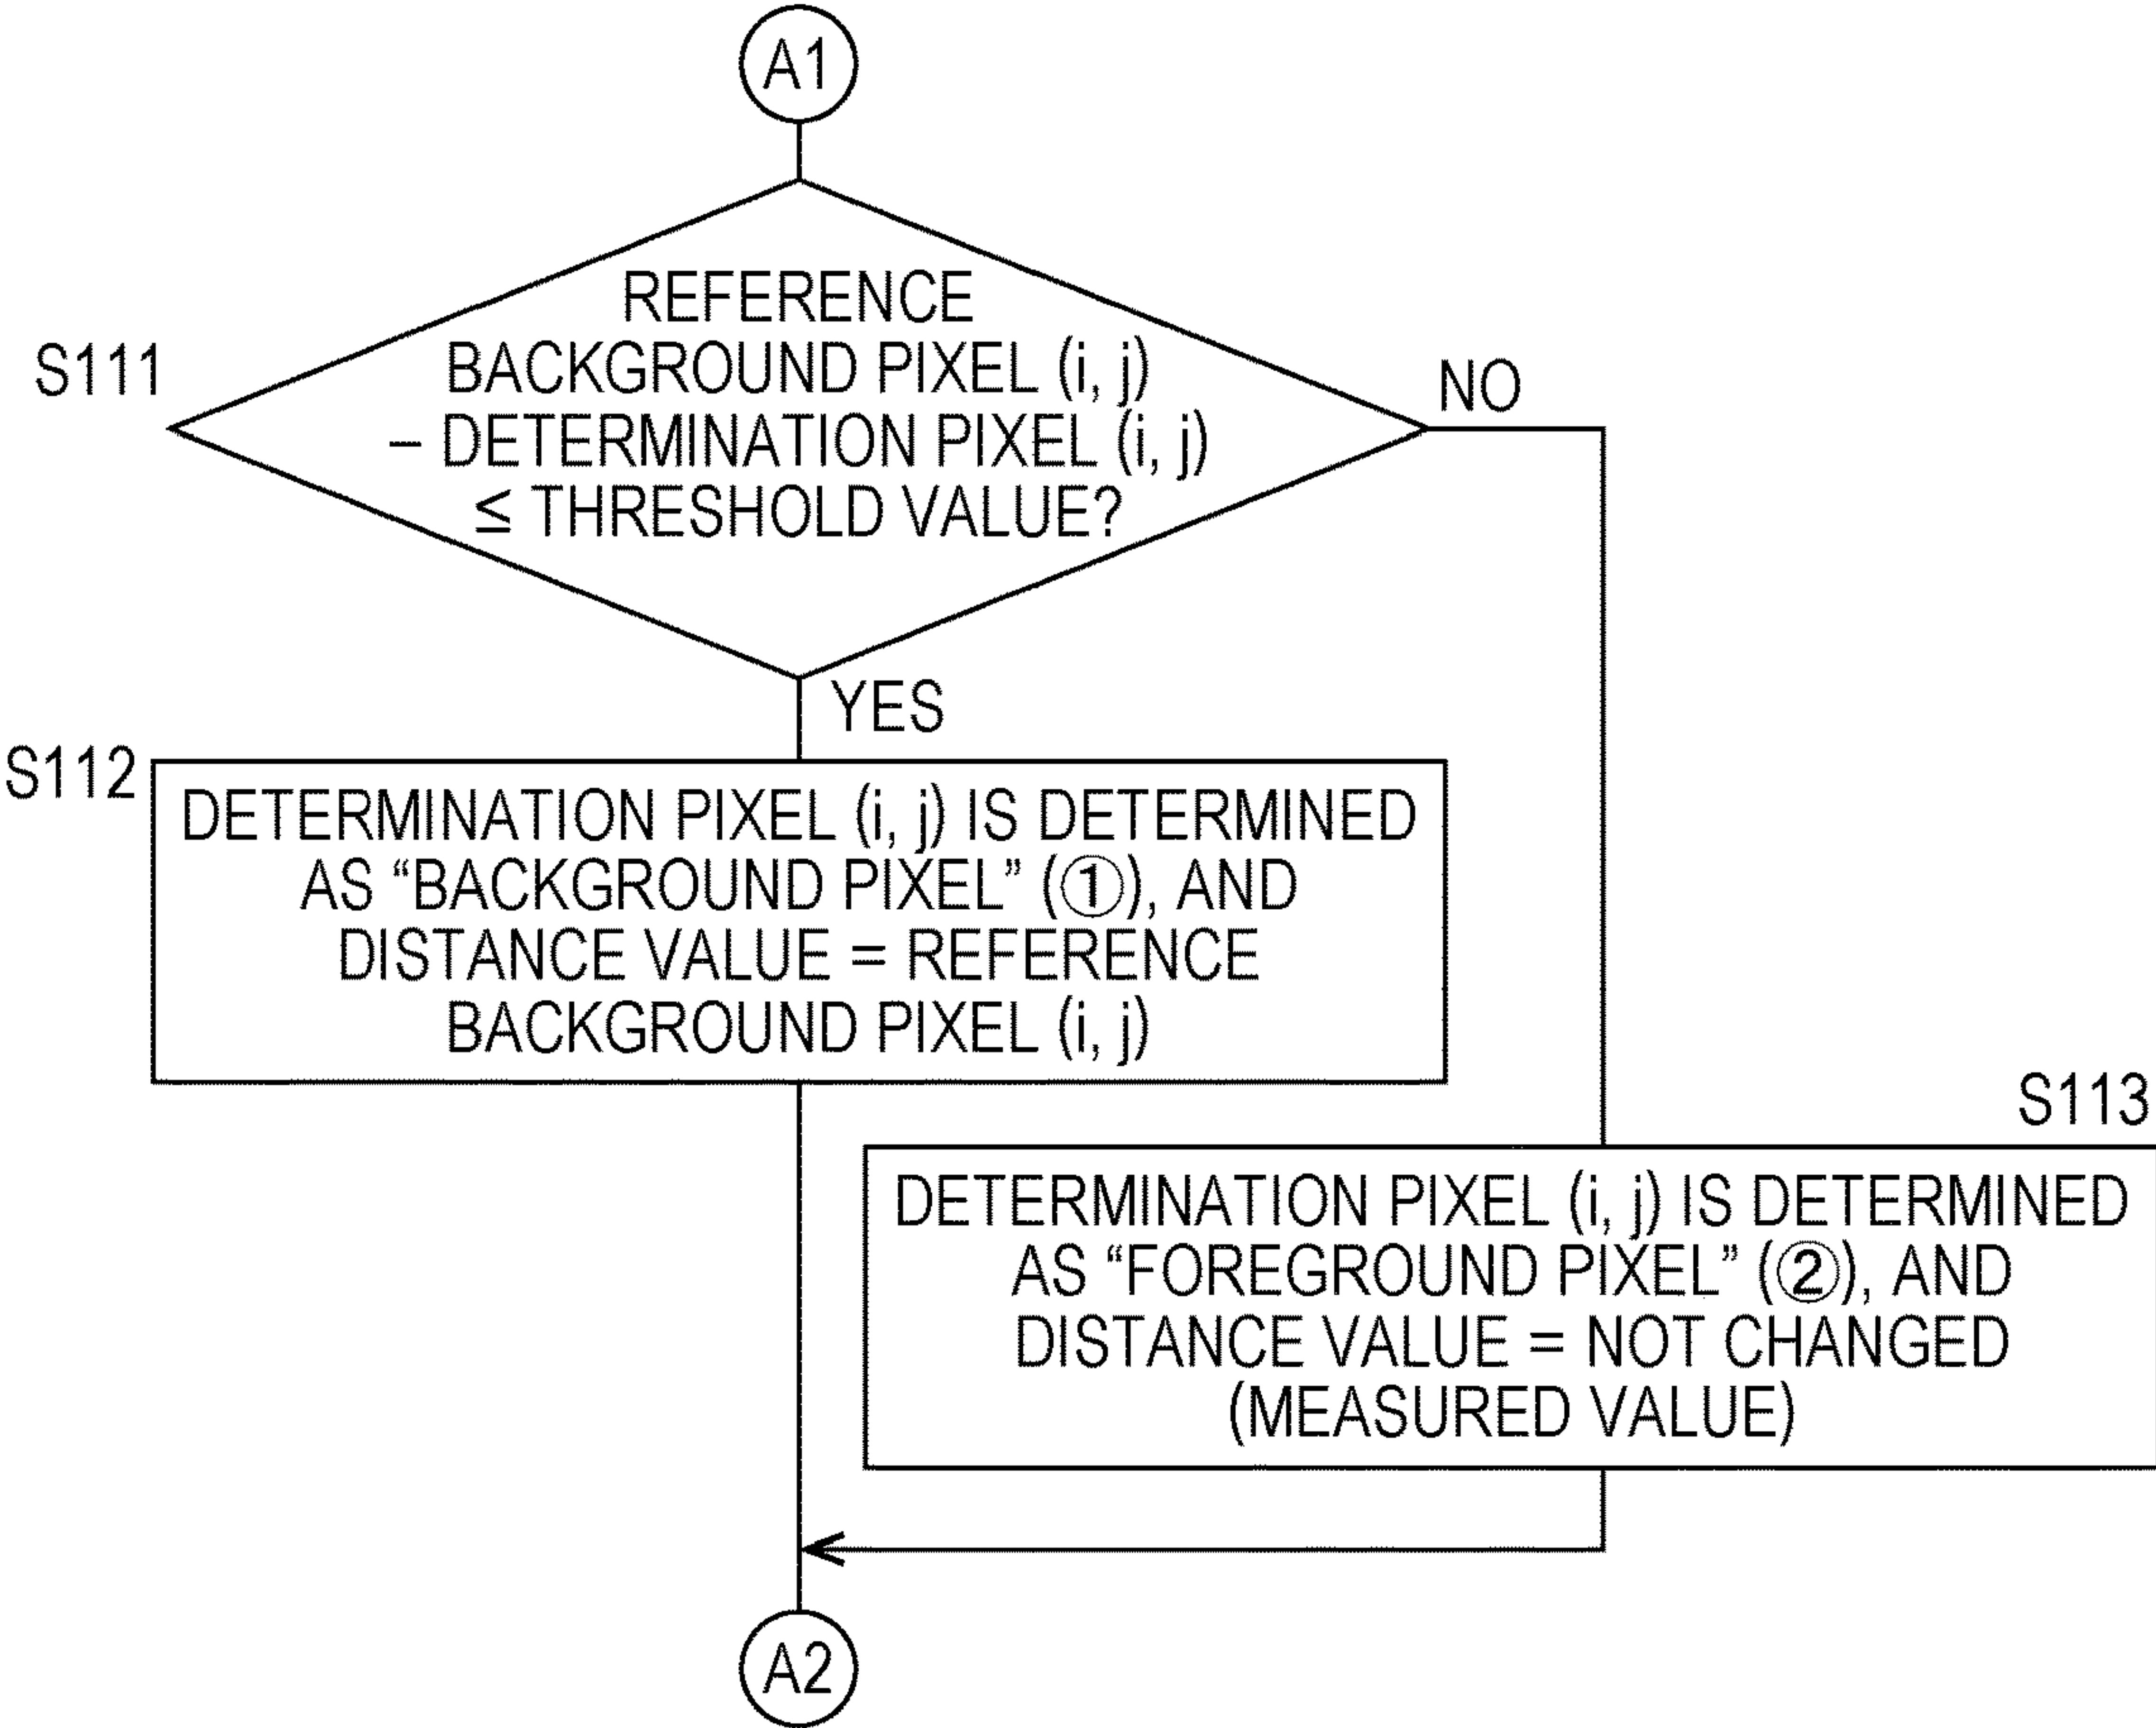 A1
S111
REFERENCE
BACKGROUND PIXEL (i, j)
– DETERMINATION PIXEL (i, j)
≤ THRESHOLD VALUE?
NO
YES
S112
DETERMINATION PIXEL (i, j) IS DETERMINED
AS “BACKGROUND PIXEL” (①), AND
DISTANCE VALUE = REFERENCE
BACKGROUND PIXEL (i, j)
S113
DETERMINATION PIXEL (i, j) IS DETERMINED
AS “FOREGROUND PIXEL” (②), AND
DISTANCE VALUE = NOT CHANGED
(MEASURED VALUE)
A2